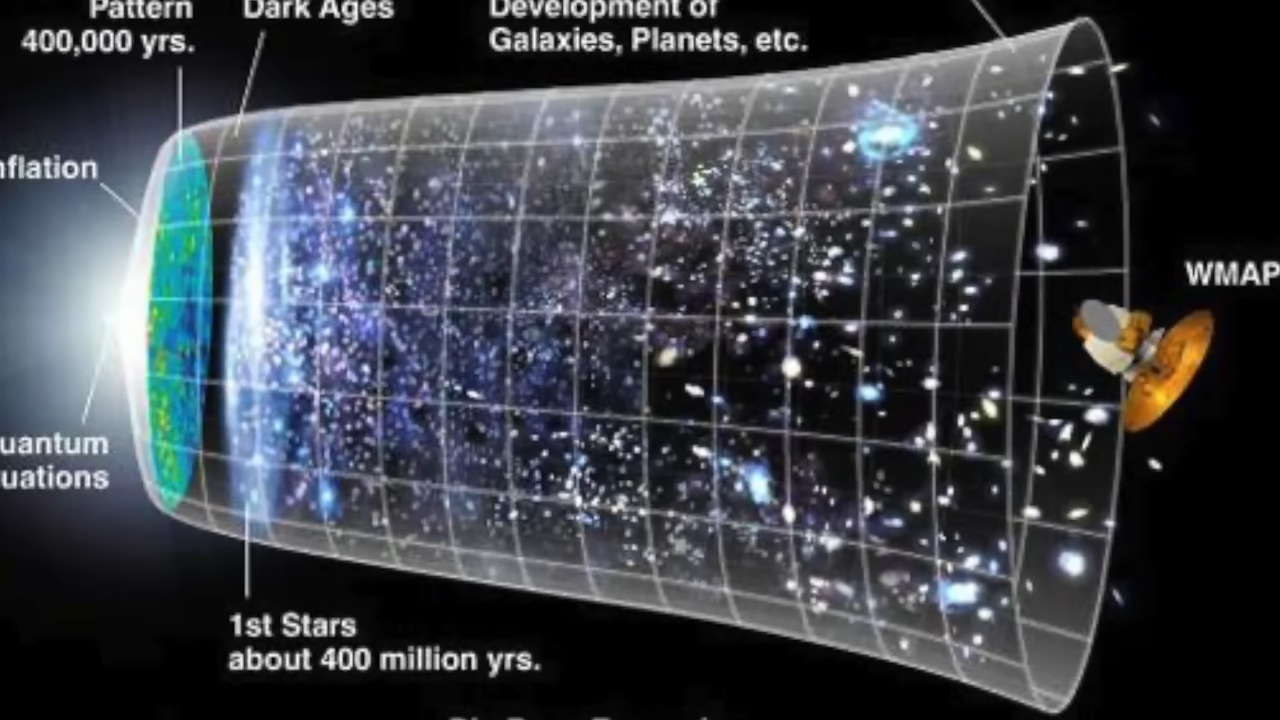 Pattern
400,000 yrs.
Dark Ages
Development of
Galaxies, Planets, etc.
nflation
WMAP
uantum
uations
1st Stars
about 400 million yrs.